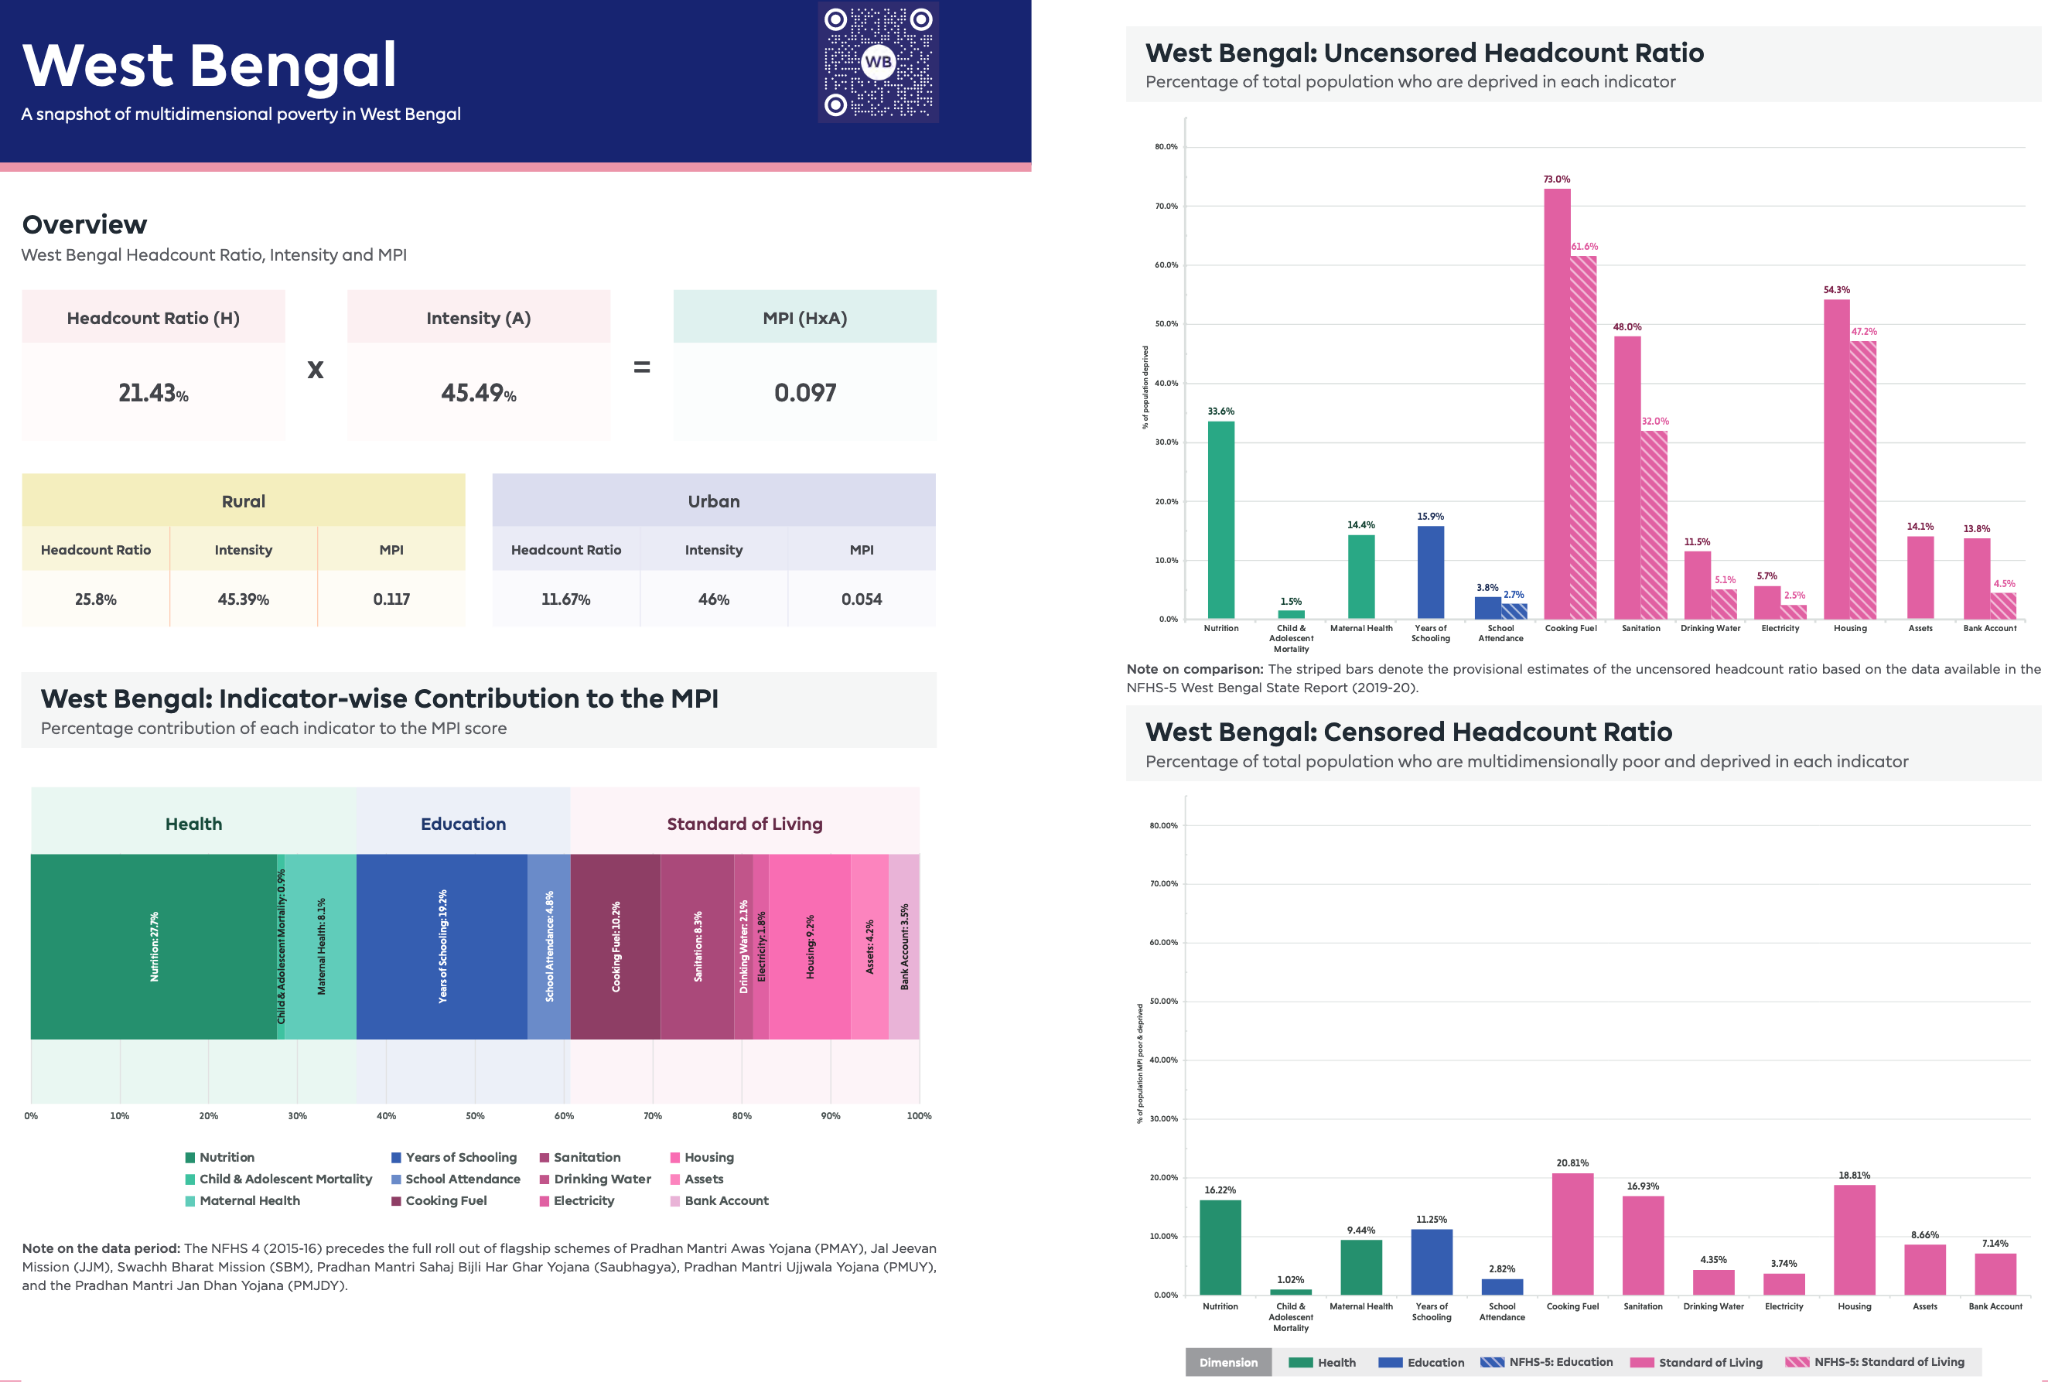 West Bengal
A snapshot of multidimensional poverty in West Bengal
WB
Overview
West Bengal Headcount Ratio, Intensity and MPI
Headcount Ratio (H)
Intensity (A)
MPI (HxA)
21.43%
x
45.49%
=
0.097
Rural
Urban
Headcount Ratio
Intensity
MPI
Headcount Ratio
Intensity
MPI
25.8%
45.39%
0.117
11.67%
46%
0.054
West Bengal: Indicator-wise Contribution to the MPI
Percentage contribution of each indicator to the MPI score
Health
Education
Standard of Living
Nutrition: 27.7%
Child & Adolescent Mortality: 0.9%
Maternal Health: 8.1%
Years of Schooling: 19.2%
School Attendance: 4.8%
Cooking Fuel: 10.2%
Sanitation: 8.3%
Drinking Water: 2.1%
Electricity: 1.8%
Housing: 9.2%
Assets: 4.2%
Bank Account: 3.5%
0%
10%
20%
30%
40%
50%
60%
70%
80%
90%
100%
Nutrition
Years of Schooling
Sanitation
Housing
Child & Adolescent Mortality
School Attendance
Drinking Water
Assets
Maternal Health
Cooking Fuel
Electricity
Bank Account
Note on the data period: The NFHS 4 (2015-16) precedes the full roll out of flagship schemes of Pradhan Mantri Awas Yojana (PMAY), Jal Jeevan
Mission (JJM), Swachh Bharat Mission (SBM), Pradhan Mantri Sahaj Bijli Har Ghar Yojana (Saubhagya), Pradhan Mantri Ujjwala Yojana (PMUY),
and the Pradhan Mantri Jan Dhan Yojana (PMJDY).
West Bengal: Uncensored Headcount Ratio
Percentage of total population who are deprived in each indicator
% of population deprived
80.0%
70.0%
60.0%
50.0%
40.0%
30.0%
20.0%
10.0%
0.0%
33.6%
1.5%
14.4%
15.9%
3.8%
2.7%
73.0%
61.6%
48.0%
32.0%
11.5%
5.1%
5.7%
2.5%
54.3%
47.2%
14.1%
13.8%
4.5%
Nutrition
Child &
Adolescent
Mortality
Maternal Health
Years of
Schooling
School
Attendance
Cooking Fuel
Sanitation
Drinking Water
Electricity
Housing
Assets
Bank Account
Note on comparison: The striped bars denote the provisional estimates of the uncensored headcount ratio based on the data available in the
NFHS-5 West Bengal State Report (2019-20).
West Bengal: Censored Headcount Ratio
Percentage of total population who are multidimensionally poor and deprived in each indicator
% of population MPI poor & deprived
80.00%
70.00%
60.00%
50.00%
40.00%
30.00%
20.00%
10.00%
0.00%
16.22%
1.02%
9.44%
11.25%
2.82%
20.81%
16.93%
4.35%
3.74%
18.81%
8.66%
7.14%
Nutrition
Child &
Adolescent
Mortality
Maternal Health
Years of
Schooling
School
Attendance
Cooking Fuel
Sanitation
Drinking Water
Electricity
Housing
Assets
Bank Account
Dimension
Health
Education
NFHS-5: Education
Standard of Living
NFHS-5: Standard of Living